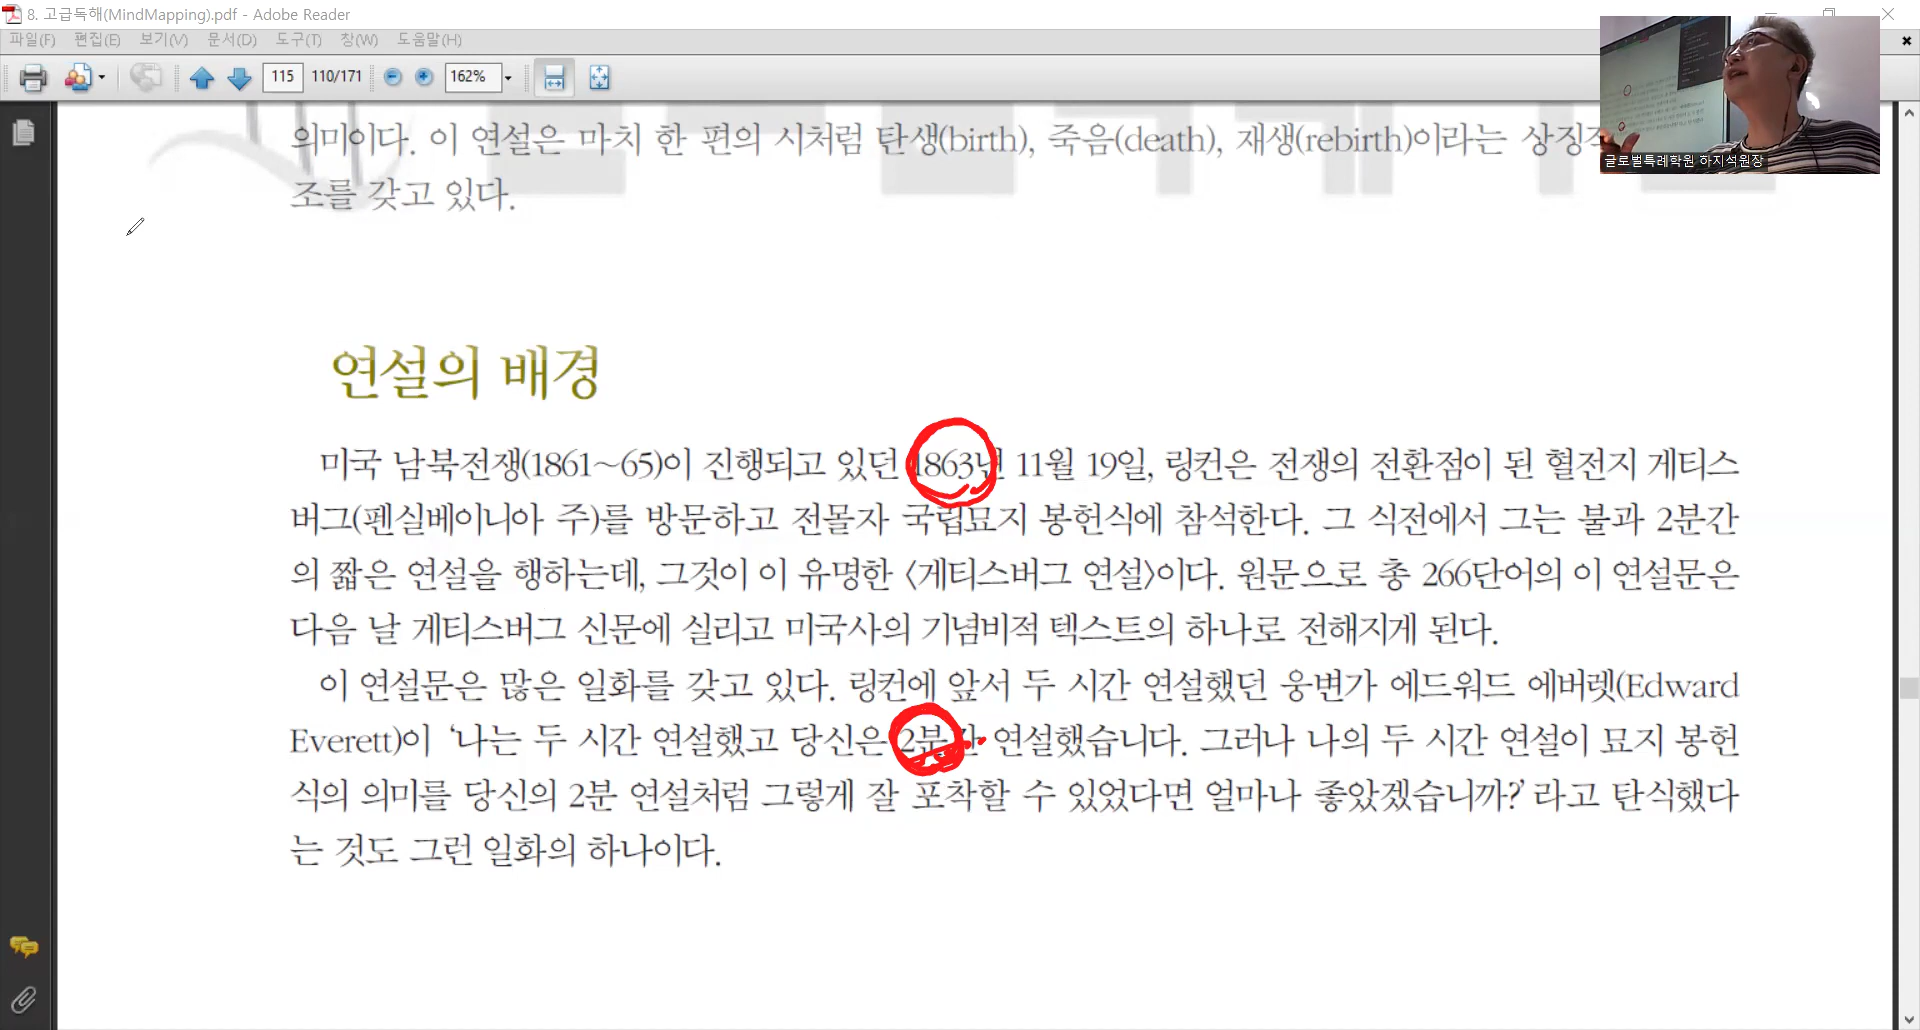 8. 고급독해(MindMapping).pdf - Adobe Reader
파일(F) 편집(E) 보기(V) 문서(D) 도구(T) 창(W) 도움말(H)
115 110/171 162%
의미이다. 이 연설은 마치 한 편의 시처럼 탄생(birth), 죽음(death), 재생(rebirth)이라는
조를 갖고 있다.
글로벌특례학원 하지석원장
연설의 배경
미국 남북전쟁(1861~65)이 진행되고 있던 1863년 11월 19일, 링컨은 전쟁의 전환점이 된 혈전지 게티스
버그(펜실베이니아 주)를 방문하고 전몰자 국립묘지 봉헌식에 참석한다. 그 식전에서 그는 불과 2분간
의 짧은 연설을 행하는데, 그것이 이 유명한 〈게티스버그 연설〉이다. 원문으로 총 266단어의 이 연설문은
다음 날 게티스버그 신문에 실리고 미국사의 기념비적 텍스트의 하나로 전해지게 된다.
이 연설문은 많은 일화를 갖고 있다. 링컨에 앞서 두 시간 연설했던 웅변가 에드워드 에버렛(Edward
Everett)이 ‘나는 두 시간 연설했고 당신은 2분간 연설했습니다. 그러나 나의 두 시간 연설이 묘지 봉헌
식의 의미를 당신의 2분 연설처럼 그렇게 잘 포착할 수 있었다면 얼마나 좋았겠습니까?’ 라고 탄식했다
는 것도 그런 일화의 하나이다.